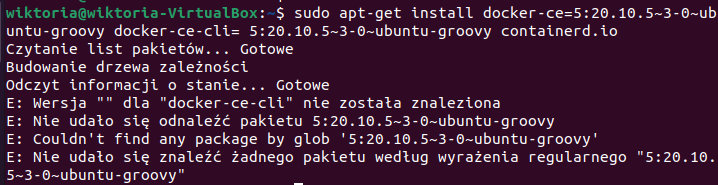 wiktoria@wiktoria-VirtualBox:~$ sudo apt-get install docker-ce=5:20.10.5~3-0~ub
untu-groovy docker-ce-cli= 5:20.10.5~3-0~ubuntu-groovy containerd.io
Czytanie list pakietów... Gotowe
Budowanie drzewa zależności
Odczyt informacji o stanie... Gotowe
E: Wersja "" dla "docker-ce-cli" nie została znaleziona
E: Nie udało się odnaleźć pakietu 5:20.10.5~3-0~ubuntu-groovy
E: Couldn't find any package by glob '5:20.10.5~3-0~ubuntu-groovy'
E: Nie udało się znaleźć żadnego pakietu według wyrażenia regularnego "5:20.10.
5~3-0~ubuntu-groovy"